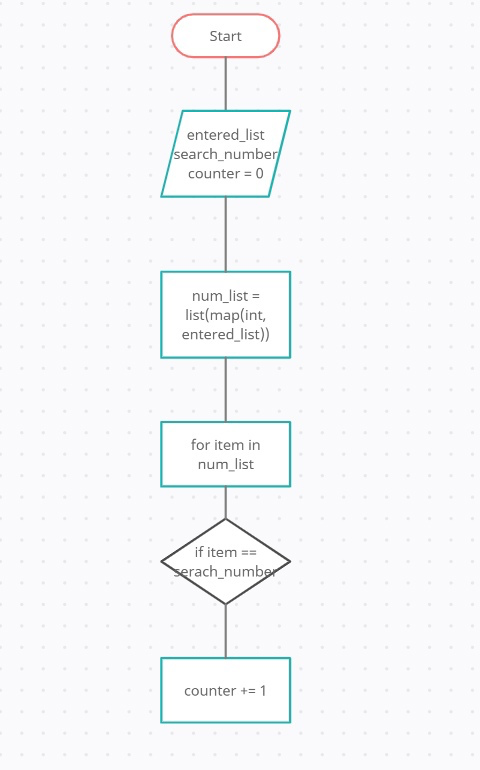 Start
entered_list
search_number
counter = 0
num_list =
list(map(int,
entered_list))
for item in
num_list
if item ==
serach_number
counter += 1